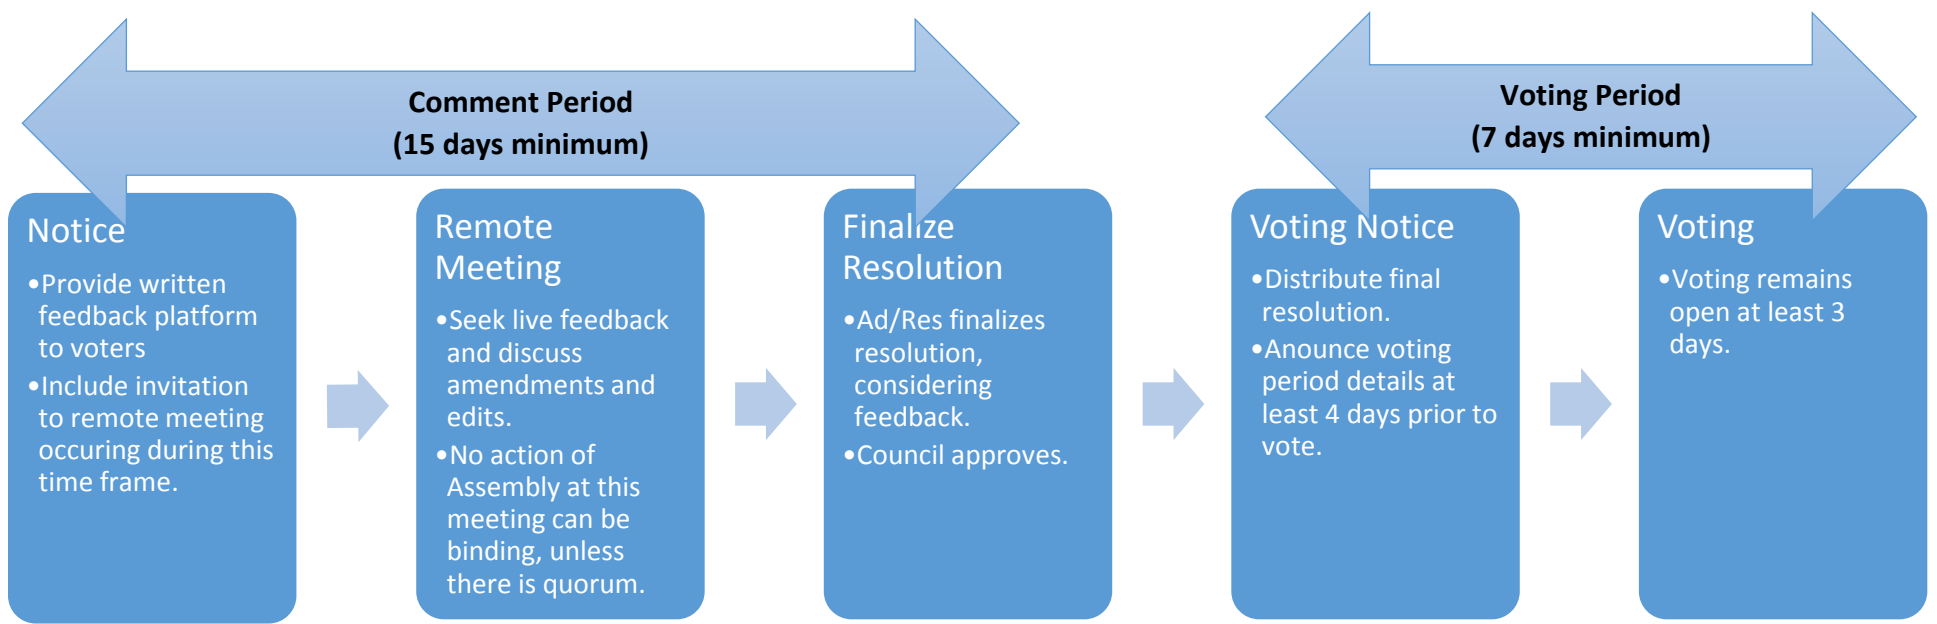 Comment Period
(15 days minimum)
Voting Period
(7 days minimum)
Notice
•Provide written
feedback platform
to voters
•Include invitation
to remote meeting
occuring during this
time frame.
Remote
Meeting
•Seek live feedback
and discuss
amendments and
edits.
•No action of
Assembly at this
meeting can be
binding, unless
there is quorum.
Finalize
Resolution
•Ad/Res finalizes
resolution,
considering
feedback.
•Council approves.
Voting Notice
•Distribute final
resolution.
•Anounce voting
period details at
least 4 days prior to
vote.
Voting
•Voting remains
open at least 3
days.